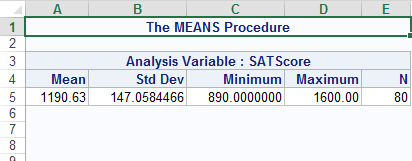 A B C D E
1 The MEANS Procedure
2
3 Analysis Variable : SATScore
4 Mean Std Dev Minimum Maximum N
5 1190.63 147.0584466 890.0000000 1600.00 80
6
7
8
9